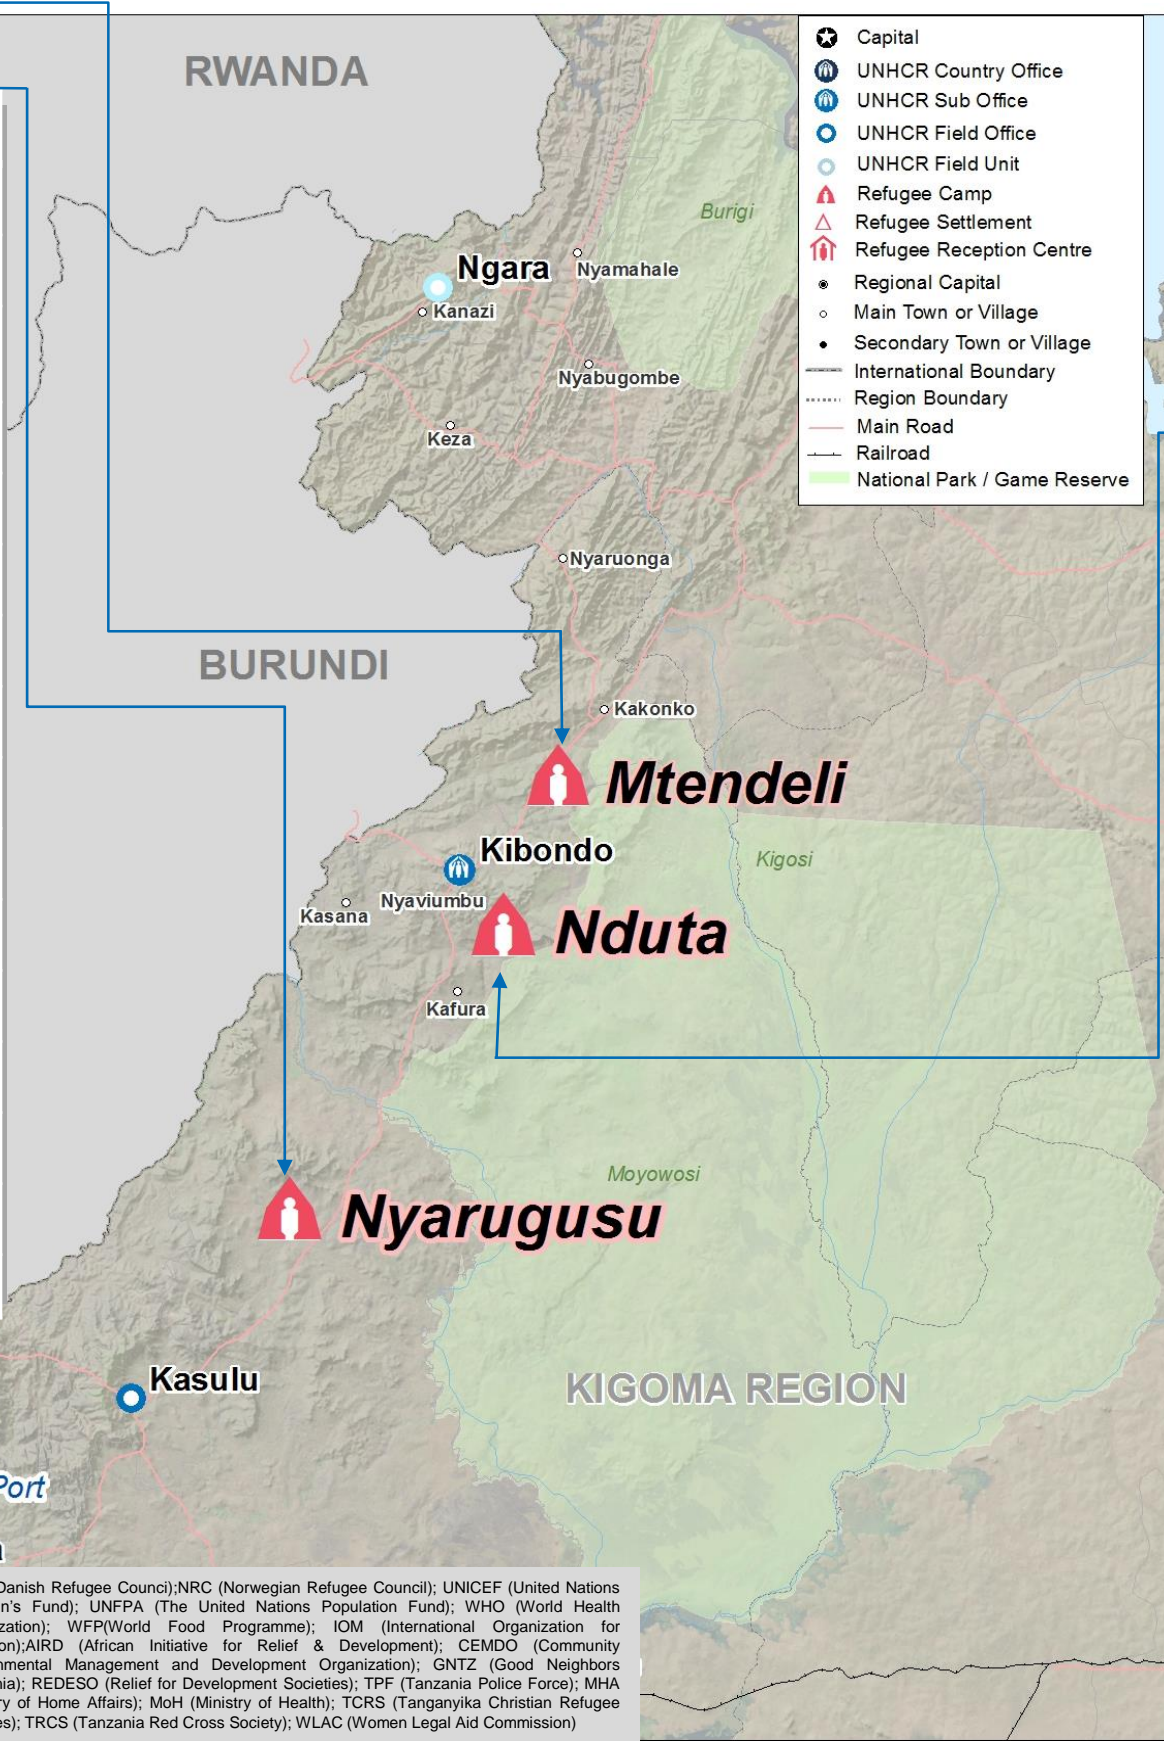 RWANDA
Capital
UNHCR Country Office
UNHCR Sub Office
UNHCR Field Office
UNHCR Field Unit
Refugee Camp
Refugee Settlement
Refugee Reception Centre
Regional Capital
Main Town or Village
Secondary Town or Village
International Boundary
Region Boundary
Main Road
Railroad
National Park / Game Reserve
Burigi
Ngara
Nyamahale
Kanazi
Nyabugombe
Keza
Nyaruonga
BURUNDI
Kakonko
Mtendeli
Kibondo
Kigosi
Nyaviumbu
Kasana
Nduta
Kafura
Moyowosi
Nyarugusu
Kasulu
KIGOMA REGION
Port
Danish Refugee Counci);NRC (Norwegian Refugee Council); UNICEF (United Nations
n's Fund); UNFPA (The United Nations Population Fund); WHO (World Health
zation); WFP(World Food Programme); IOM (International Organization for
on);AIRD (African Initiative for Relief & Development); CEMDO (Community
nmental Management and Development Organization); GNTZ (Good Neighbors
nia); REDESO (Relief for Development Societies); TPF (Tanzania Police Force); MHA
ry of Home Affairs); MoH (Ministry of Health); TCRS (Tanganyika Christian Refugee
es); TRCS (Tanzania Red Cross Society); WLAC (Women Legal Aid Commission)